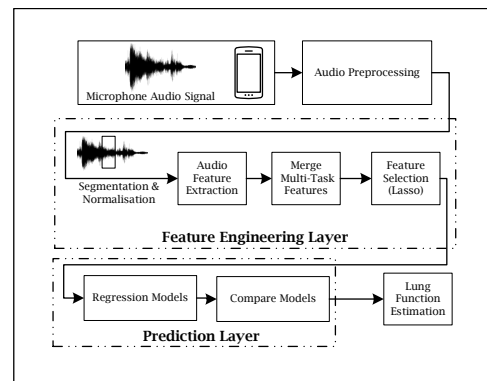 Microphone Audio Signal
Audio Preprocessing
Segmentation &
Normalisation
Audio
Feature
Extraction
Merge
Multi-Task
Features
Feature
Selection
(Lasso)
Feature Engineering Layer
Regression Models
Compare Models
Lung
Function
Estimation
Prediction Layer